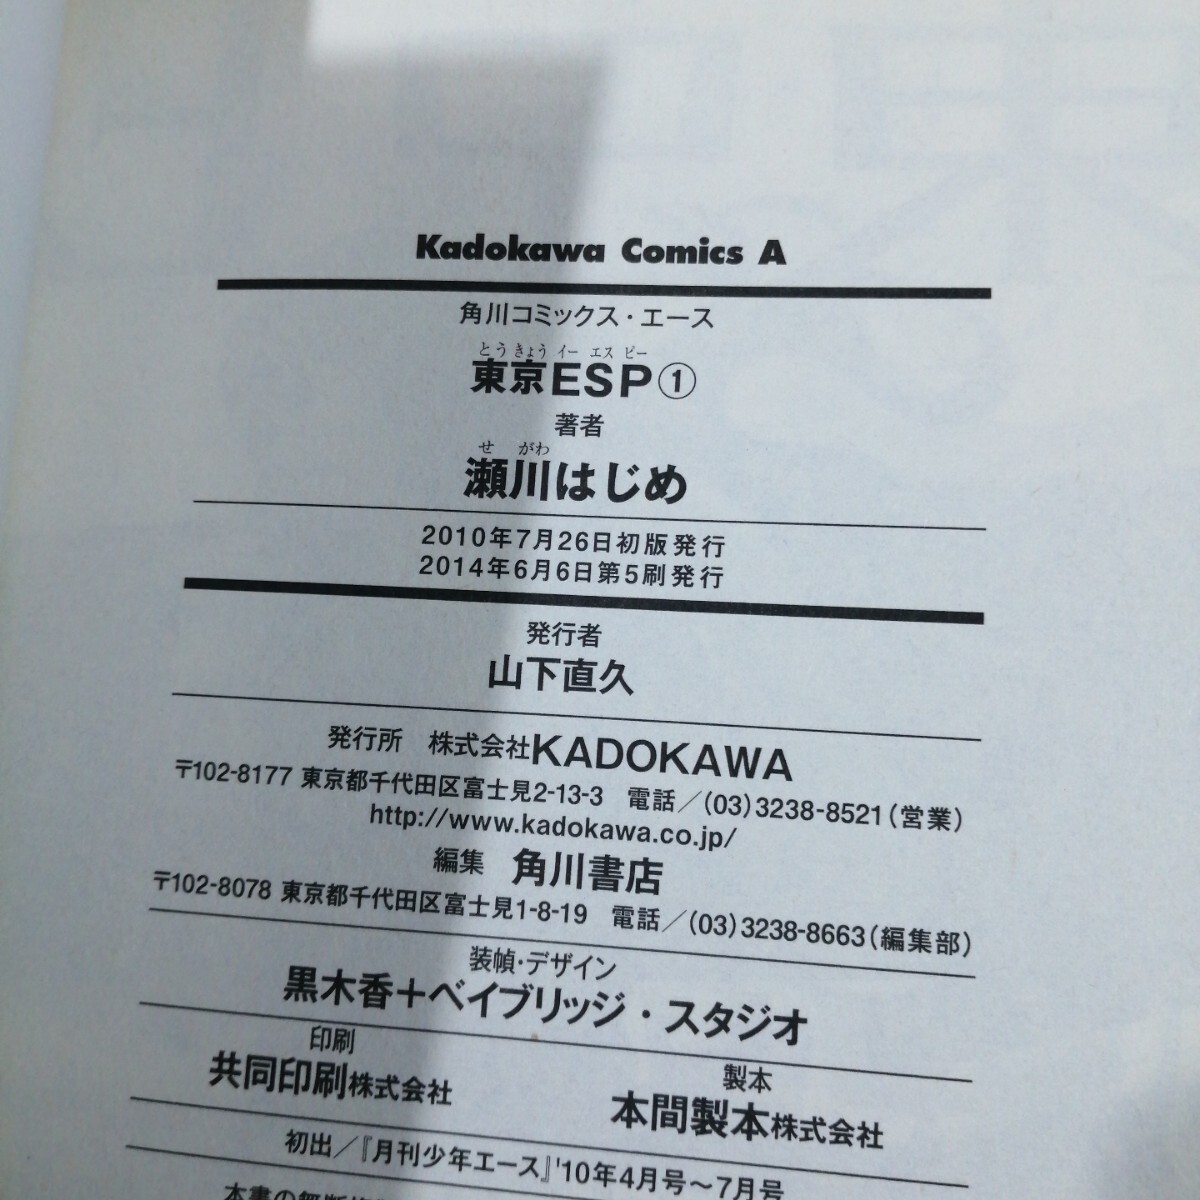 Kadokawa Comics A
角川コミックス・エース
とうきょう イー エス ピー
東京ESP①
著者
せ がわ
瀬川はじめ
2010年7月26日初版発行
2014年6月6日第5刷発行
発行者
山下直久
発行所 株式会社KADOKAWA
〒102-8177 東京都千代田区富士見2-13-3 電話/(03)3238-8521(営業)
http://www.kadokawa.co.jp/
編集 角川書店
〒102-8078 東京都千代田区富士見1-8-19 電話/(03)3238-8663(編集部)
装幀・デザイン
黒木香+ベイブリッジ・スタジオ
印刷
共同印刷株式会社
製本
本間製本株式会社
初出/『月刊少年エース』'10年4月号～7月号
本書の無断